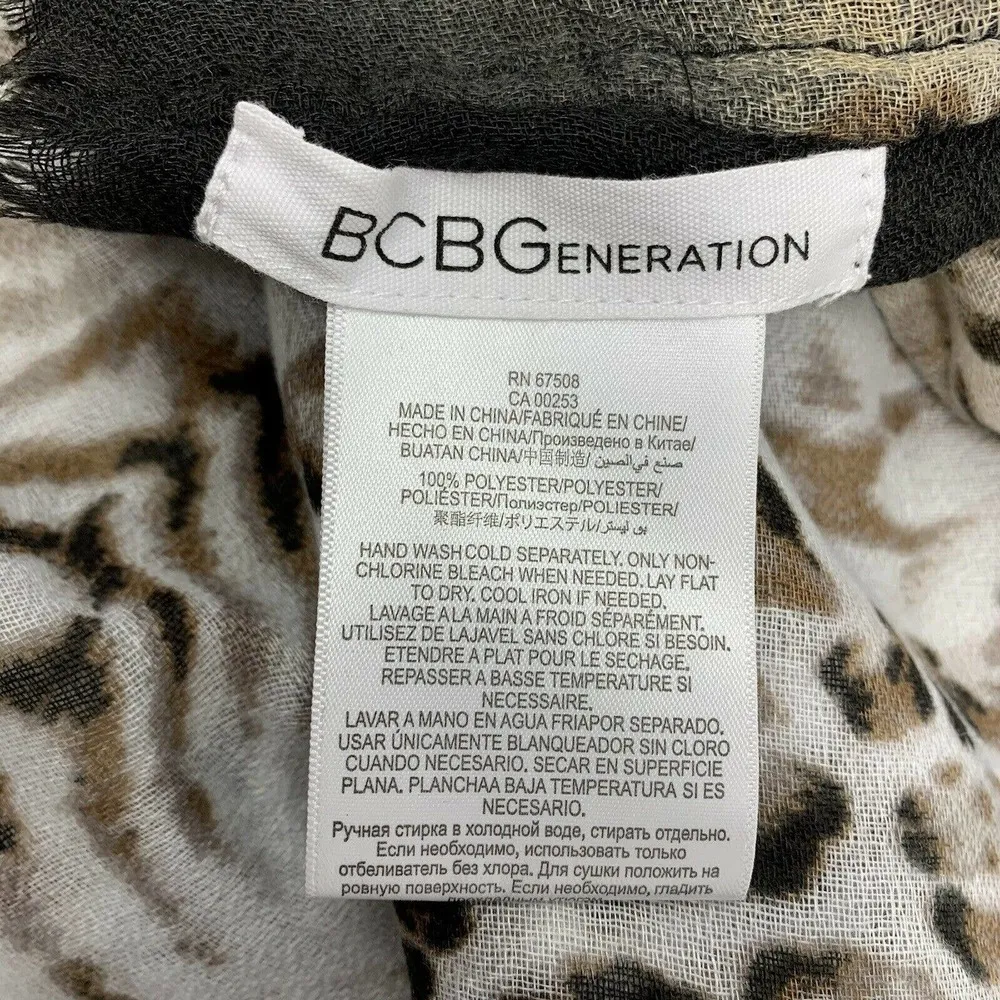 BCBGENERATION
RN 67508
CA 00253
MADE IN CHINA/FABRIQUÉ EN CHINE/
HECHO EN CHINA/Произведено в Китае/
BUATAN CHINA/中国制造/ صنع في الصين
100% POLYESTER/POLYESTER/
POLIÉSTER/Полиэстер/POLIESTER/
聚酯纤维/ポリエステル/بولیستر
HAND WASH COLD SEPARATELY. ONLY NON-
CHLORINE BLEACH WHEN NEEDED. LAY FLAT
TO DRY. COOL IRON IF NEEDED.
LAVAGE A LA MAIN A FROID SÉPARÉMENT.
UTILISEZ DE LAJAVEL SANS CHLORE SI BESOIN.
ETENDRE A PLAT POUR LE SECHAGE.
REPASSER A BASSE TEMPERATURE SI
NECESSAIRE.
LAVAR A MANO EN AGUA FRIAPOR SEPARADO.
USAR ÚNICAMENTE BLANQUEADOR SIN CLORO
CUANDO NECESARIO. SECAR EN SUPERFICIE
PLANA. PLANCHAA BAJA TEMPERATURA SI ES
NECESARIO.
Ручная стирка в холодной воде, стирать отдельно.
Если необходимо, использовать только
отбеливатель без хлора. Для сушки положить на
ровную поверхность. Если необходимо, гладить